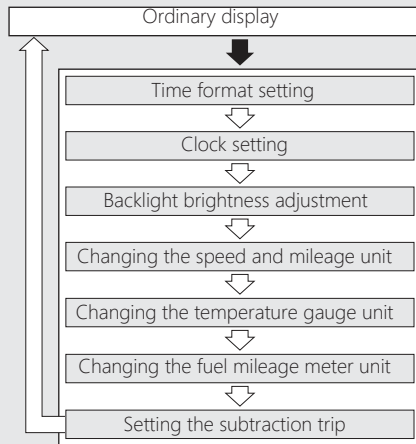 Ordinary display
Time format setting
Clock setting
Backlight brightness adjustment
Changing the speed and mileage unit
Changing the temperature gauge unit
Changing the fuel mileage meter unit
Setting the subtraction trip